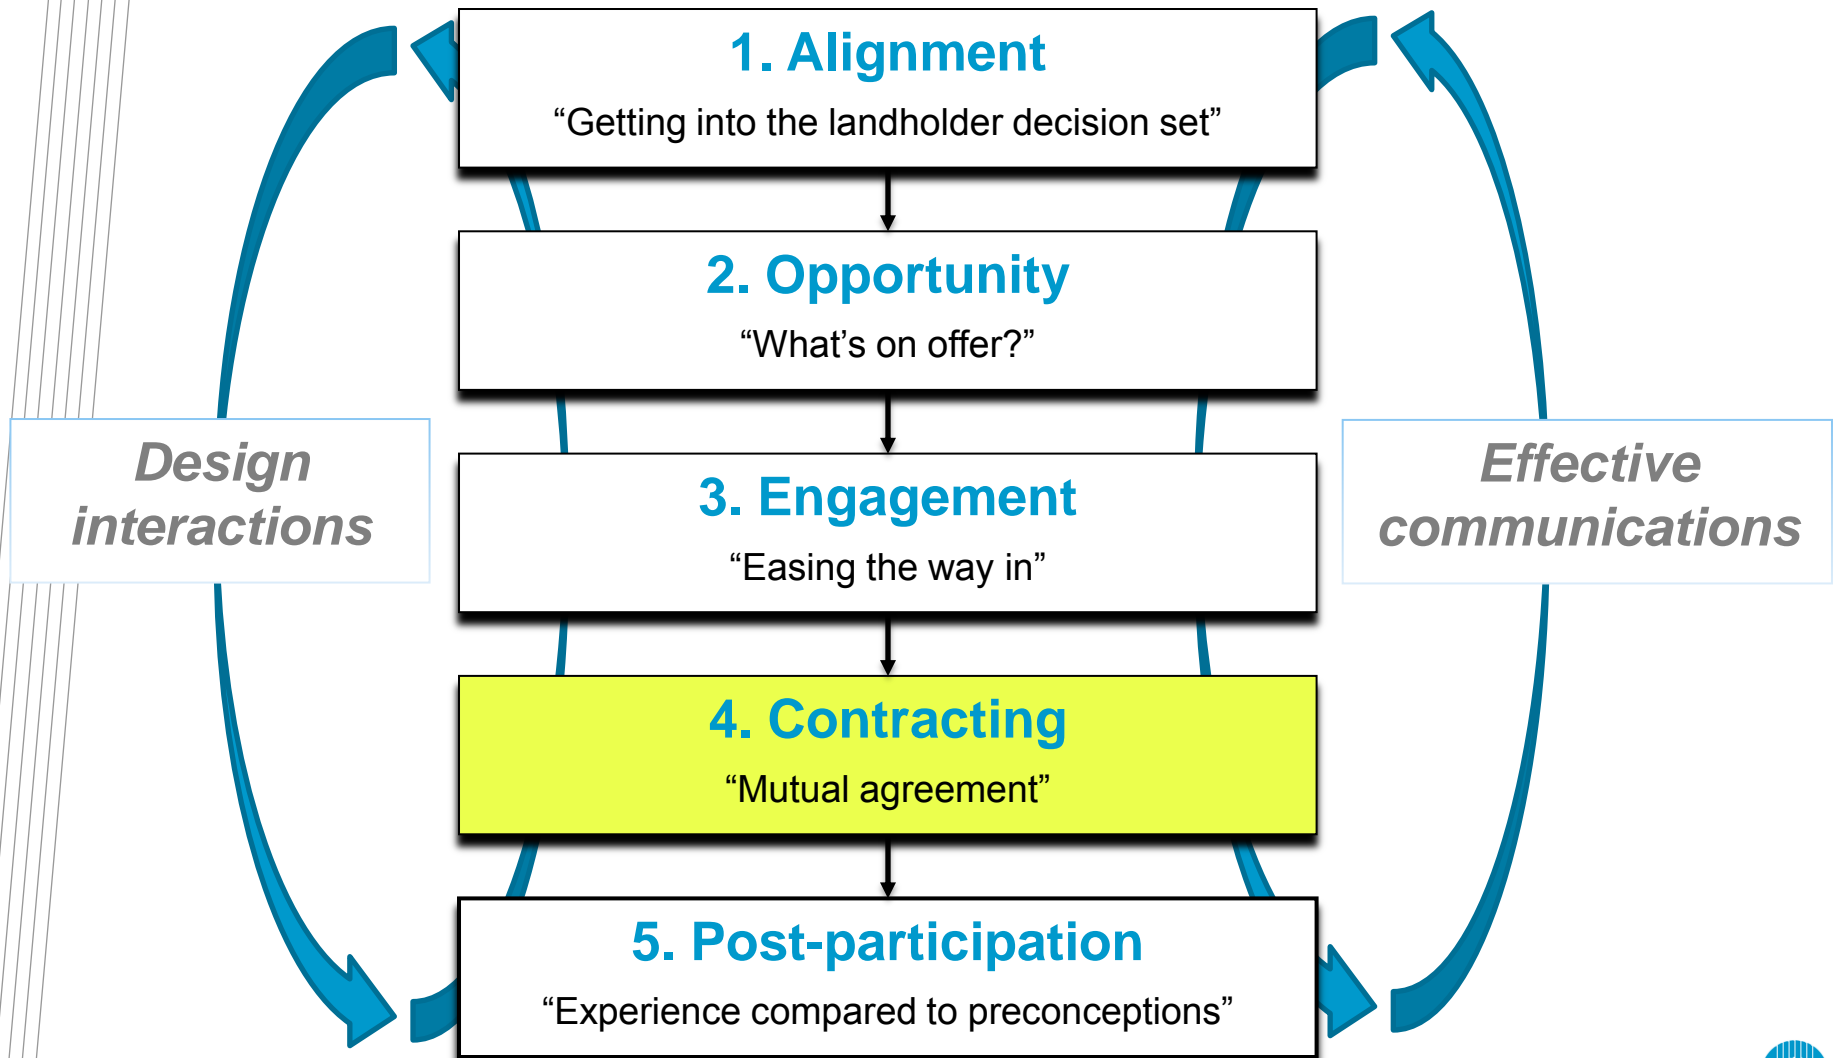 1. Alignment
“Getting into the landholder decision set”
2. Opportunity
“What’s on offer?”
Design
interactions
3. Engagement
“Easing the way in”
Effective
communications
4. Contracting
“Mutual agreement”
5. Post-participation
“Experience compared to preconceptions”